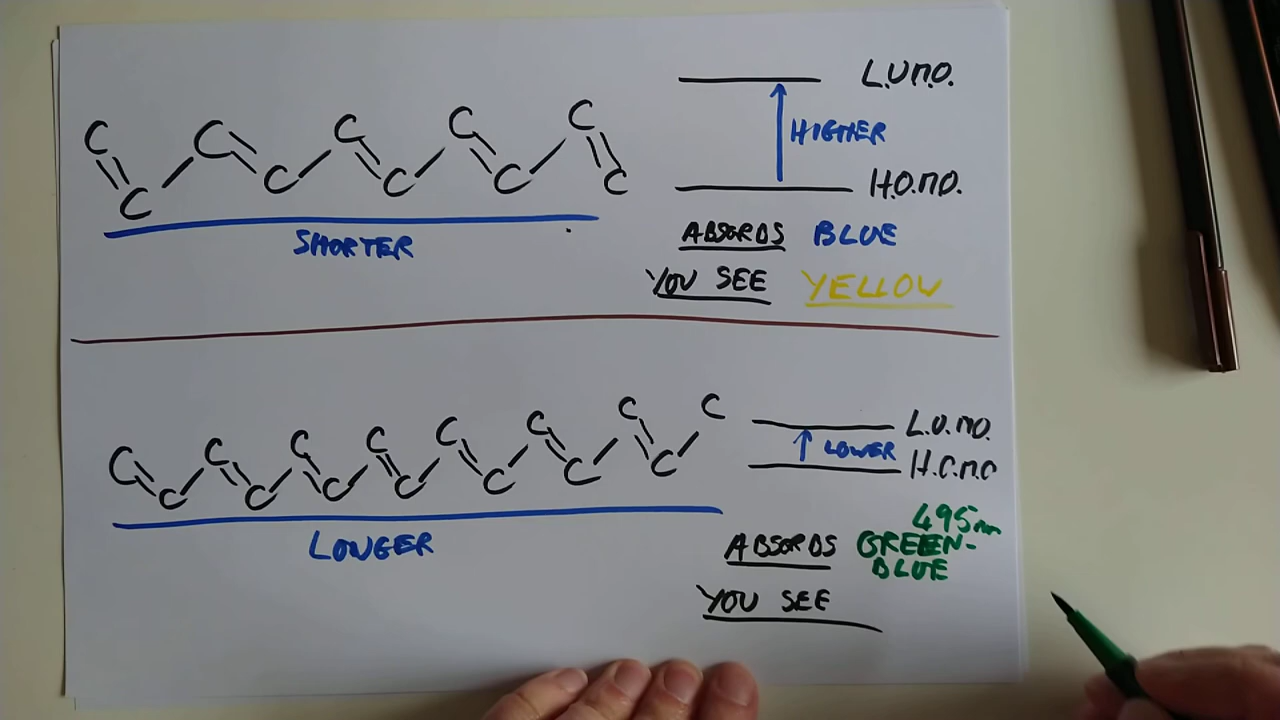 L.U.M.O.
C C C C C
HIGHER
C C C C C
H.O.M.O.
SHORTER
ABSORBS BLUE
YOU SEE YELLOW
C C C C C C C C
L.U.M.O.
LOWER
C C C C C C C
H.O.M.O
LONGER
495nm
ABSORBS GREEN-
BLUE
YOU SEE